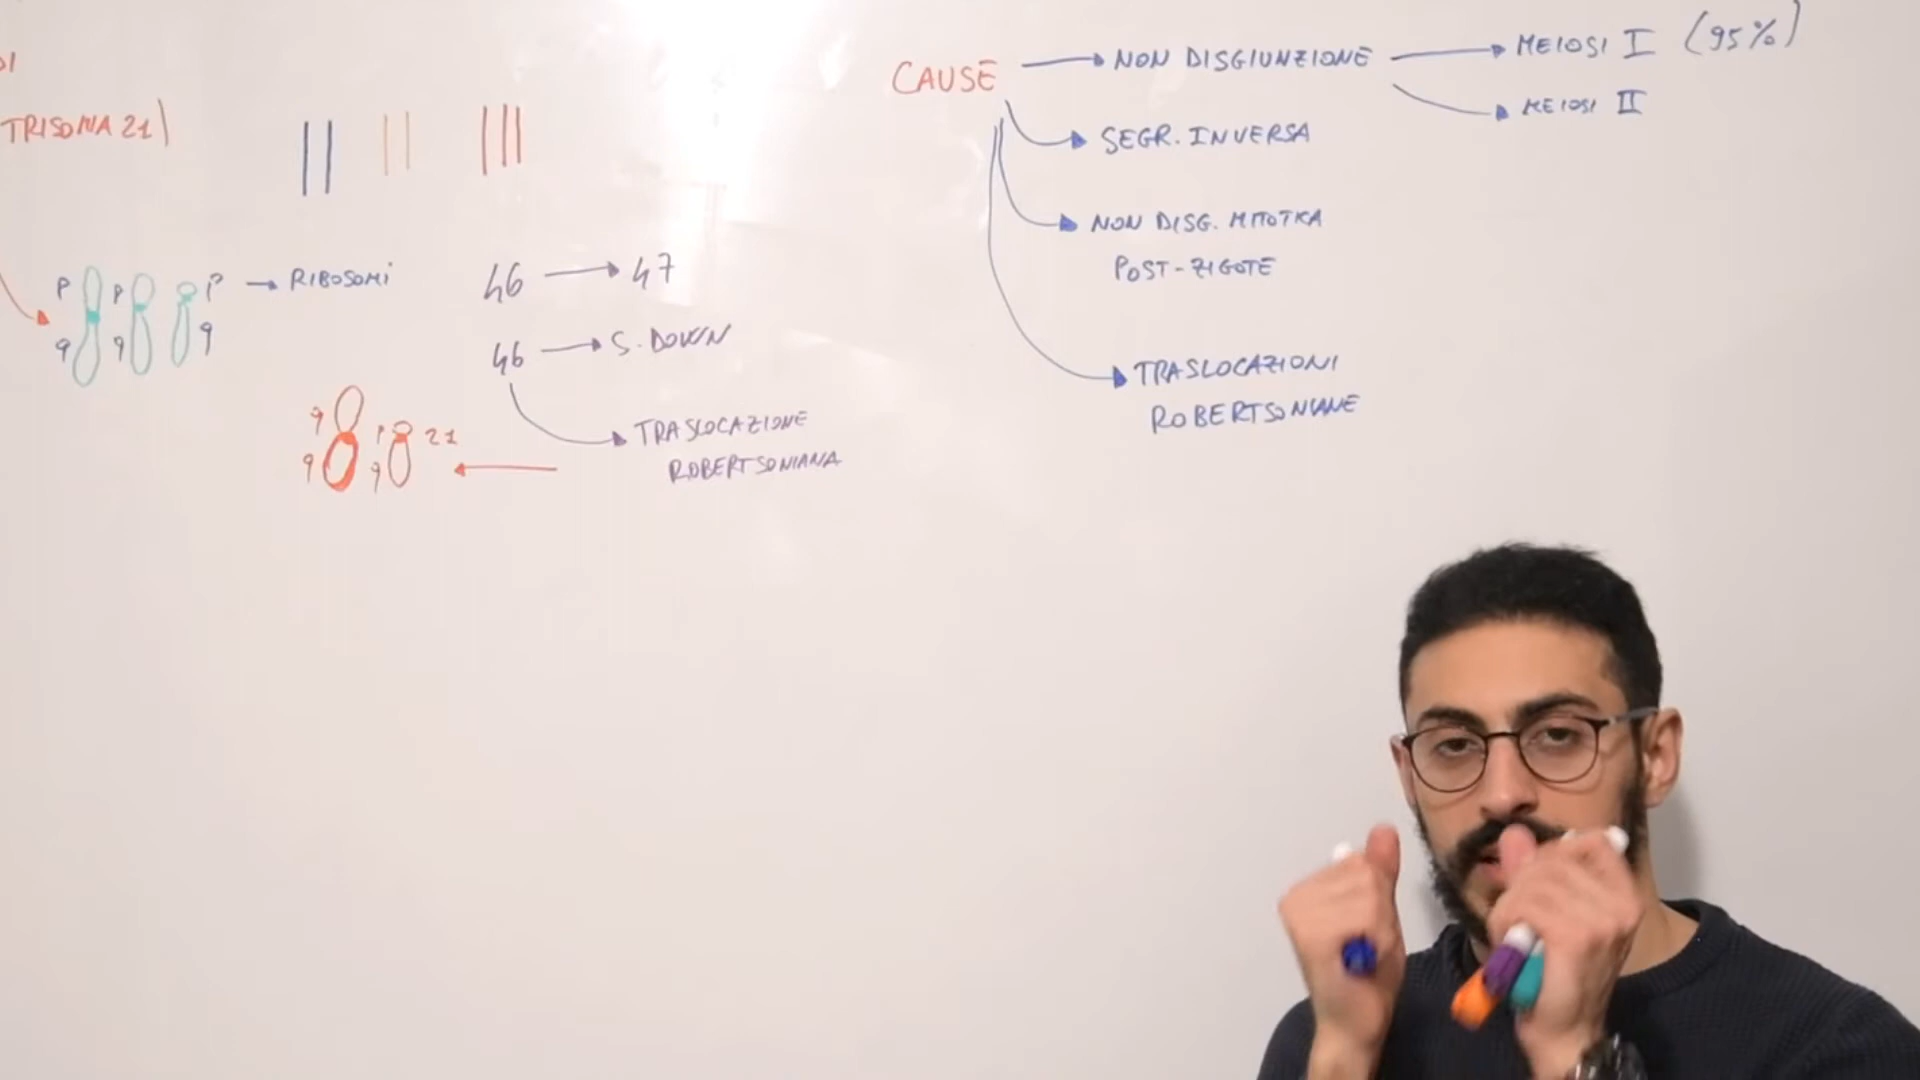 TRISOMIA 21)
P P P → RIBOSOMI
q q q
46 → 47
46 → S. DOWN
TRASLOCAZIONE
ROBERTSONIANA
q P 21
q q
CAUSE → NON DISGIUNZIONE → MEIOSI I (95%)
MEIOSI II
SEGR. INVERSA
NON DISG. MITOTICA
POST-ZIGOTE
TRASLOCAZIONI
ROBERTSONIANE